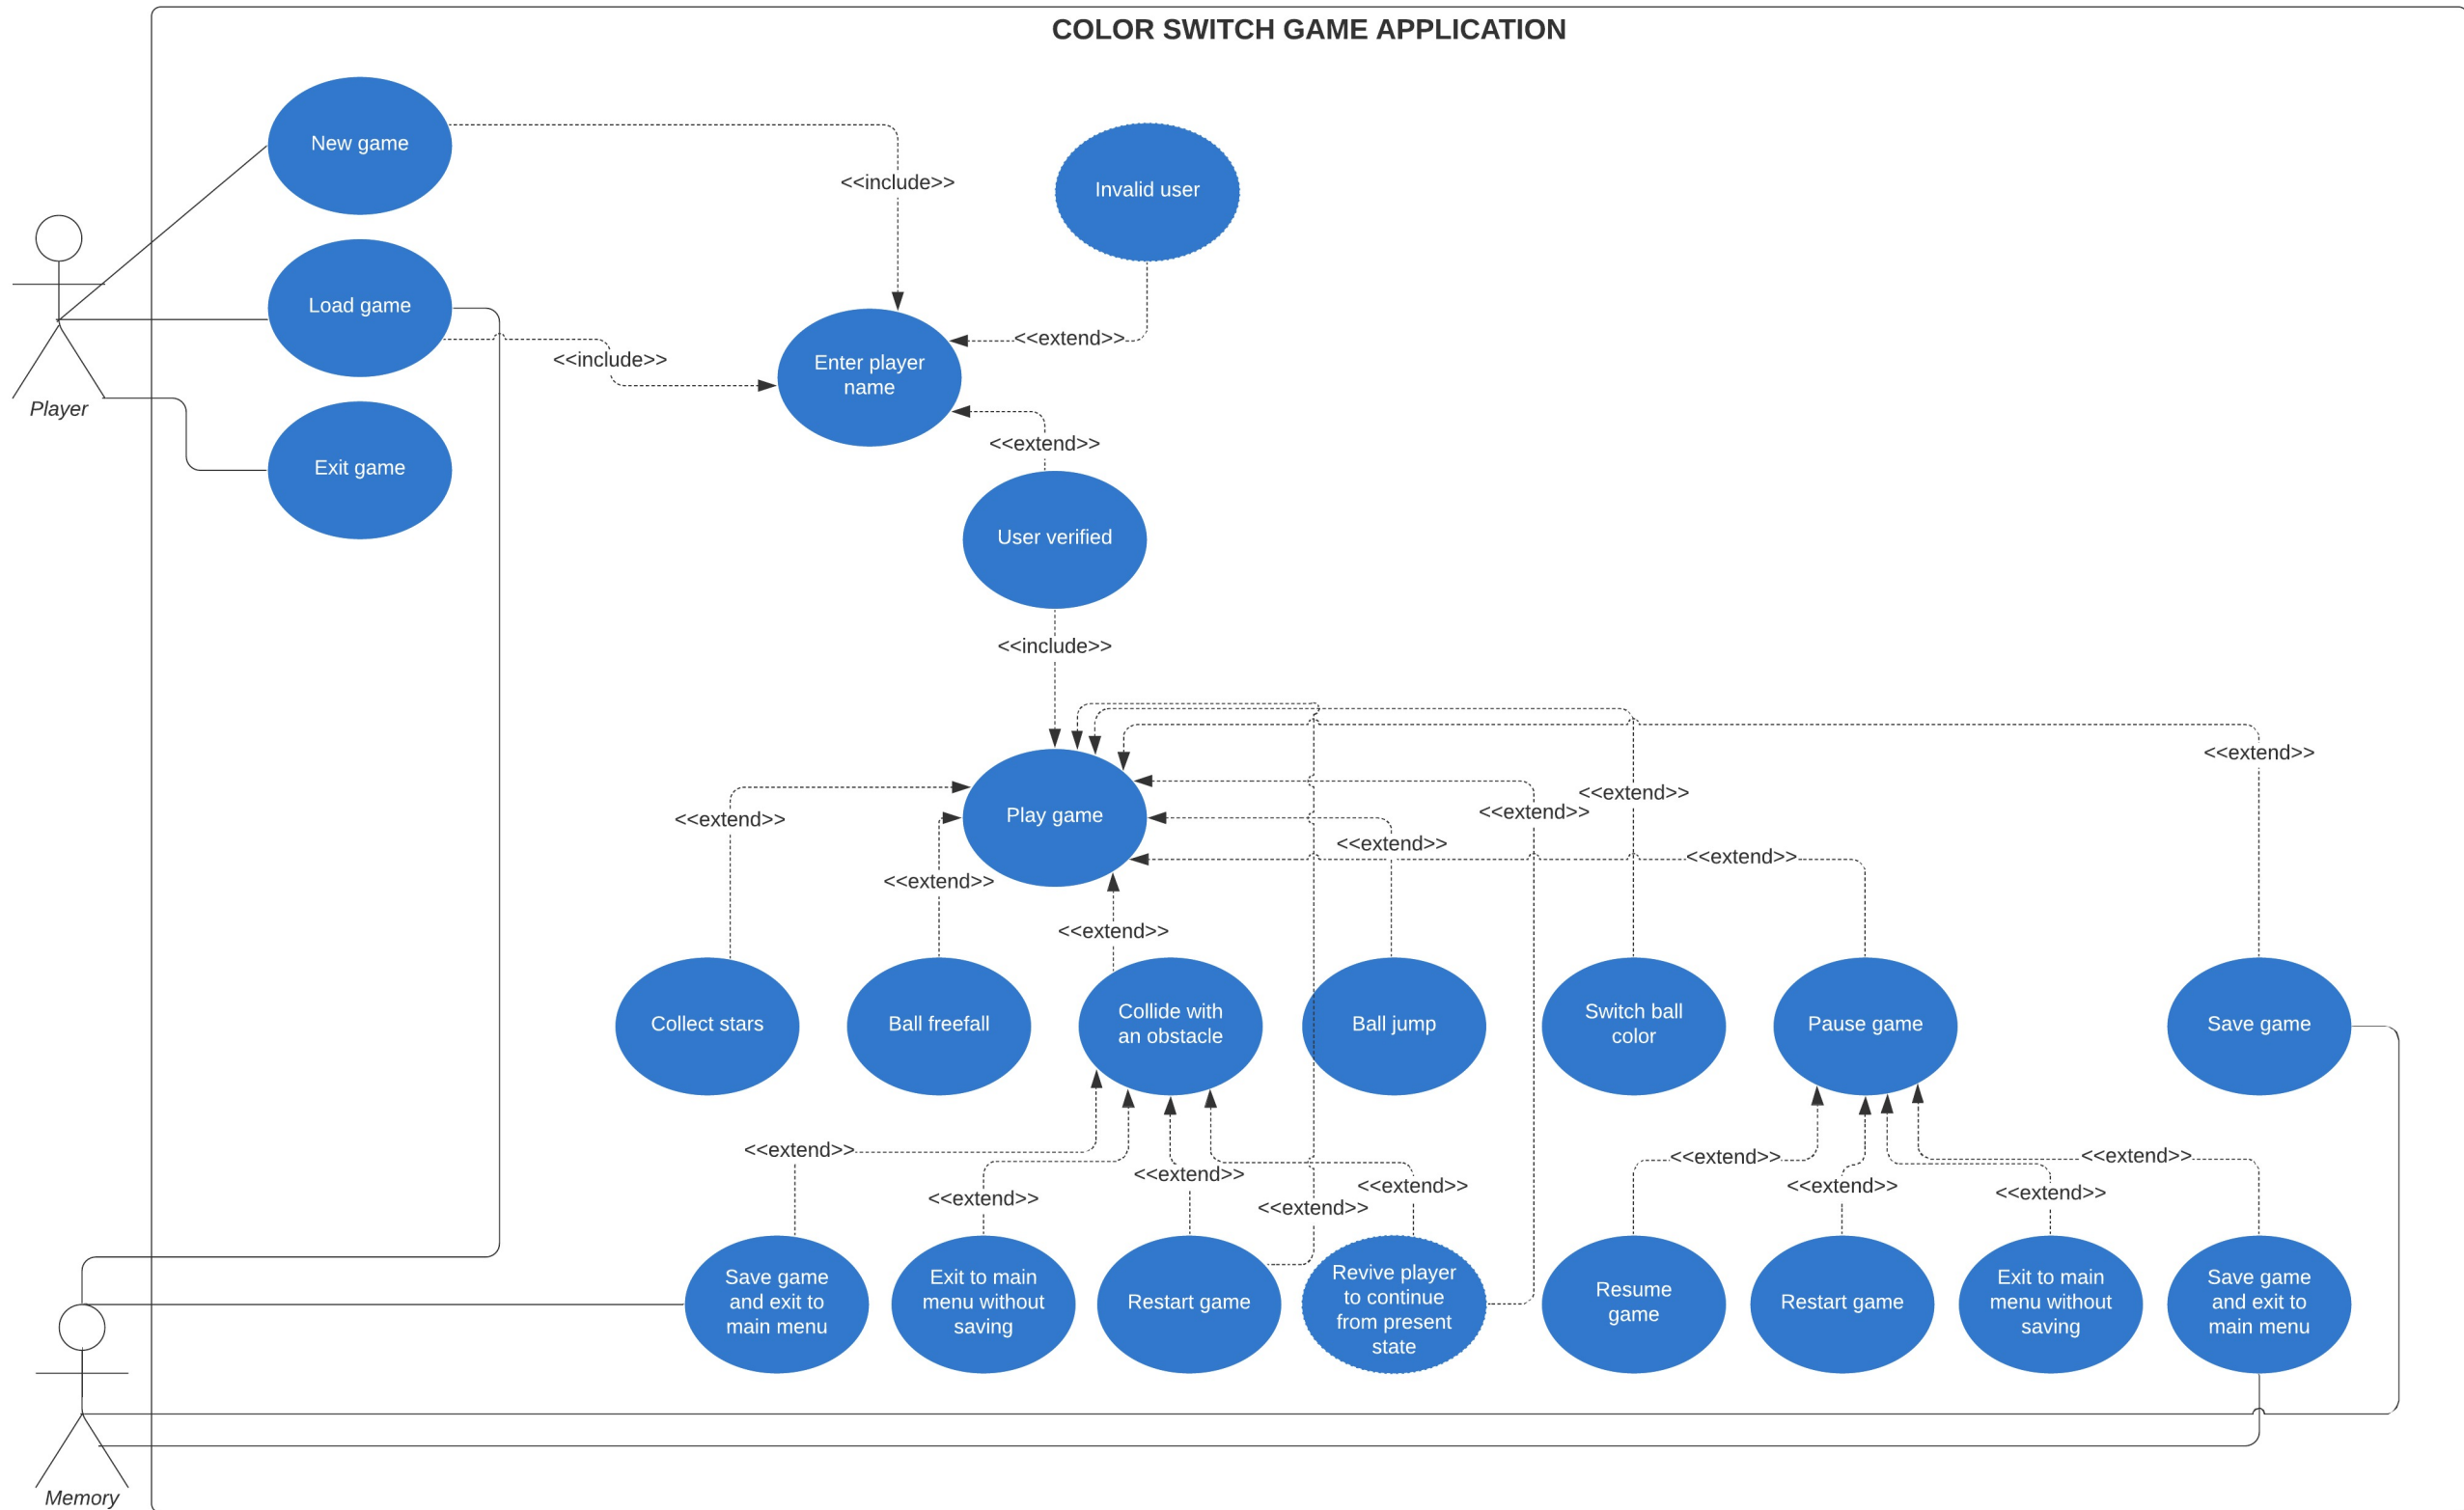 COLOR SWITCH GAME APPLICATION
New game
<<include>>
Invalid user
Load game
<<extend>>
<<include>>
Enter player
name
Player
<<extend>>
Exit game
User verified
<<include>>
<<extend>>
<<extend>>
<<extend>>
<<extend>>
Play game
<<extend>>
<<extend>>
<<extend>>
<<extend>>
Collect stars
Ball freefall
Collide with
an obstacle
Ball jump
Switch ball
color
Pause game
Save game
<<extend>>
<<extend>>
<<extend>>
<<extend>>
<<extend>>
<<extend>>
<<extend>>
<<extend>>
<<extend>>
<<extend>>
Save game
and exit to
main menu
Exit to main
menu without
saving
Restart game
Revive player
to continue
from present
state
Resume
game
Restart game
Exit to main
menu without
saving
Save game
and exit to
main menu
Memory